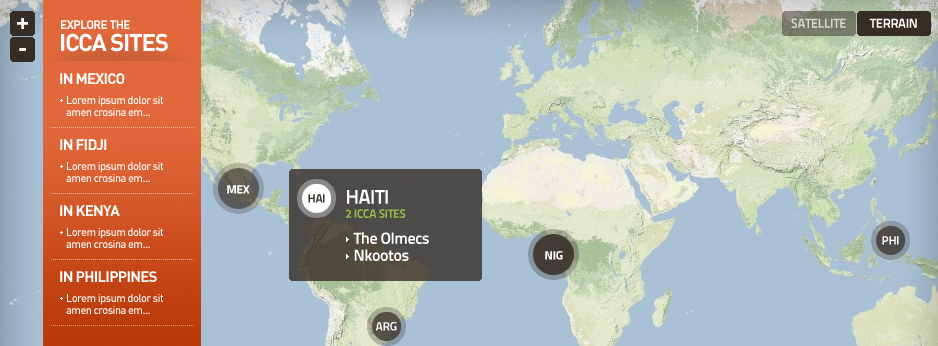 +
-
EXPLORE THE
ICCA SITES
IN MEXICO
Lorem ipsum dolor sit
amen crosina em...
IN FIDJI
Lorem ipsum dolor sit
amen crosina em...
IN KENYA
Lorem ipsum dolor sit
amen crosina em...
IN PHILIPPINES
Lorem ipsum dolor sit
amen crosina em...
SATELLITE TERRAIN
MEX
HAI HAITI
2 ICCA SITES
The Olmecs
Nkootos
NIG
PHI
ARG